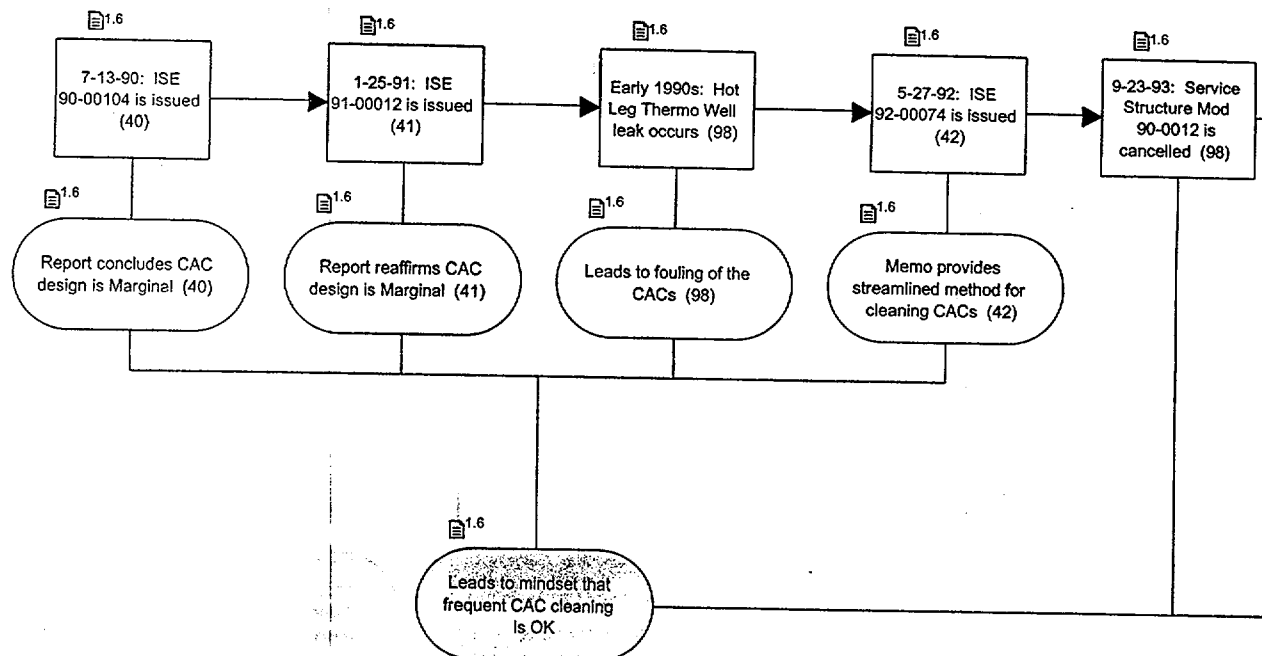 1.6
7-13-90: ISE
90-00104 is issued
(40)
1.6
1-25-91: ISE
91-00012 is issued
(41)
1.6
Early 1990s: Hot
Leg Thermo Well
leak occurs (98)
1.6
5-27-92: ISE
92-00074 is issued
(42)
1.6
9-23-93: Service
Structure Mod
90-0012 is
cancelled (98)
1.6
Report concludes CAC
design is Marginal (40)
1.6
Report reaffirms CAC
design is Marginal (41)
1.6
Leads to fouling of the
CACs (98)
1.6
Memo provides
streamlined method for
cleaning CACs (42)
1.6
Leads to mindset that
frequent CAC cleaning
Is OK